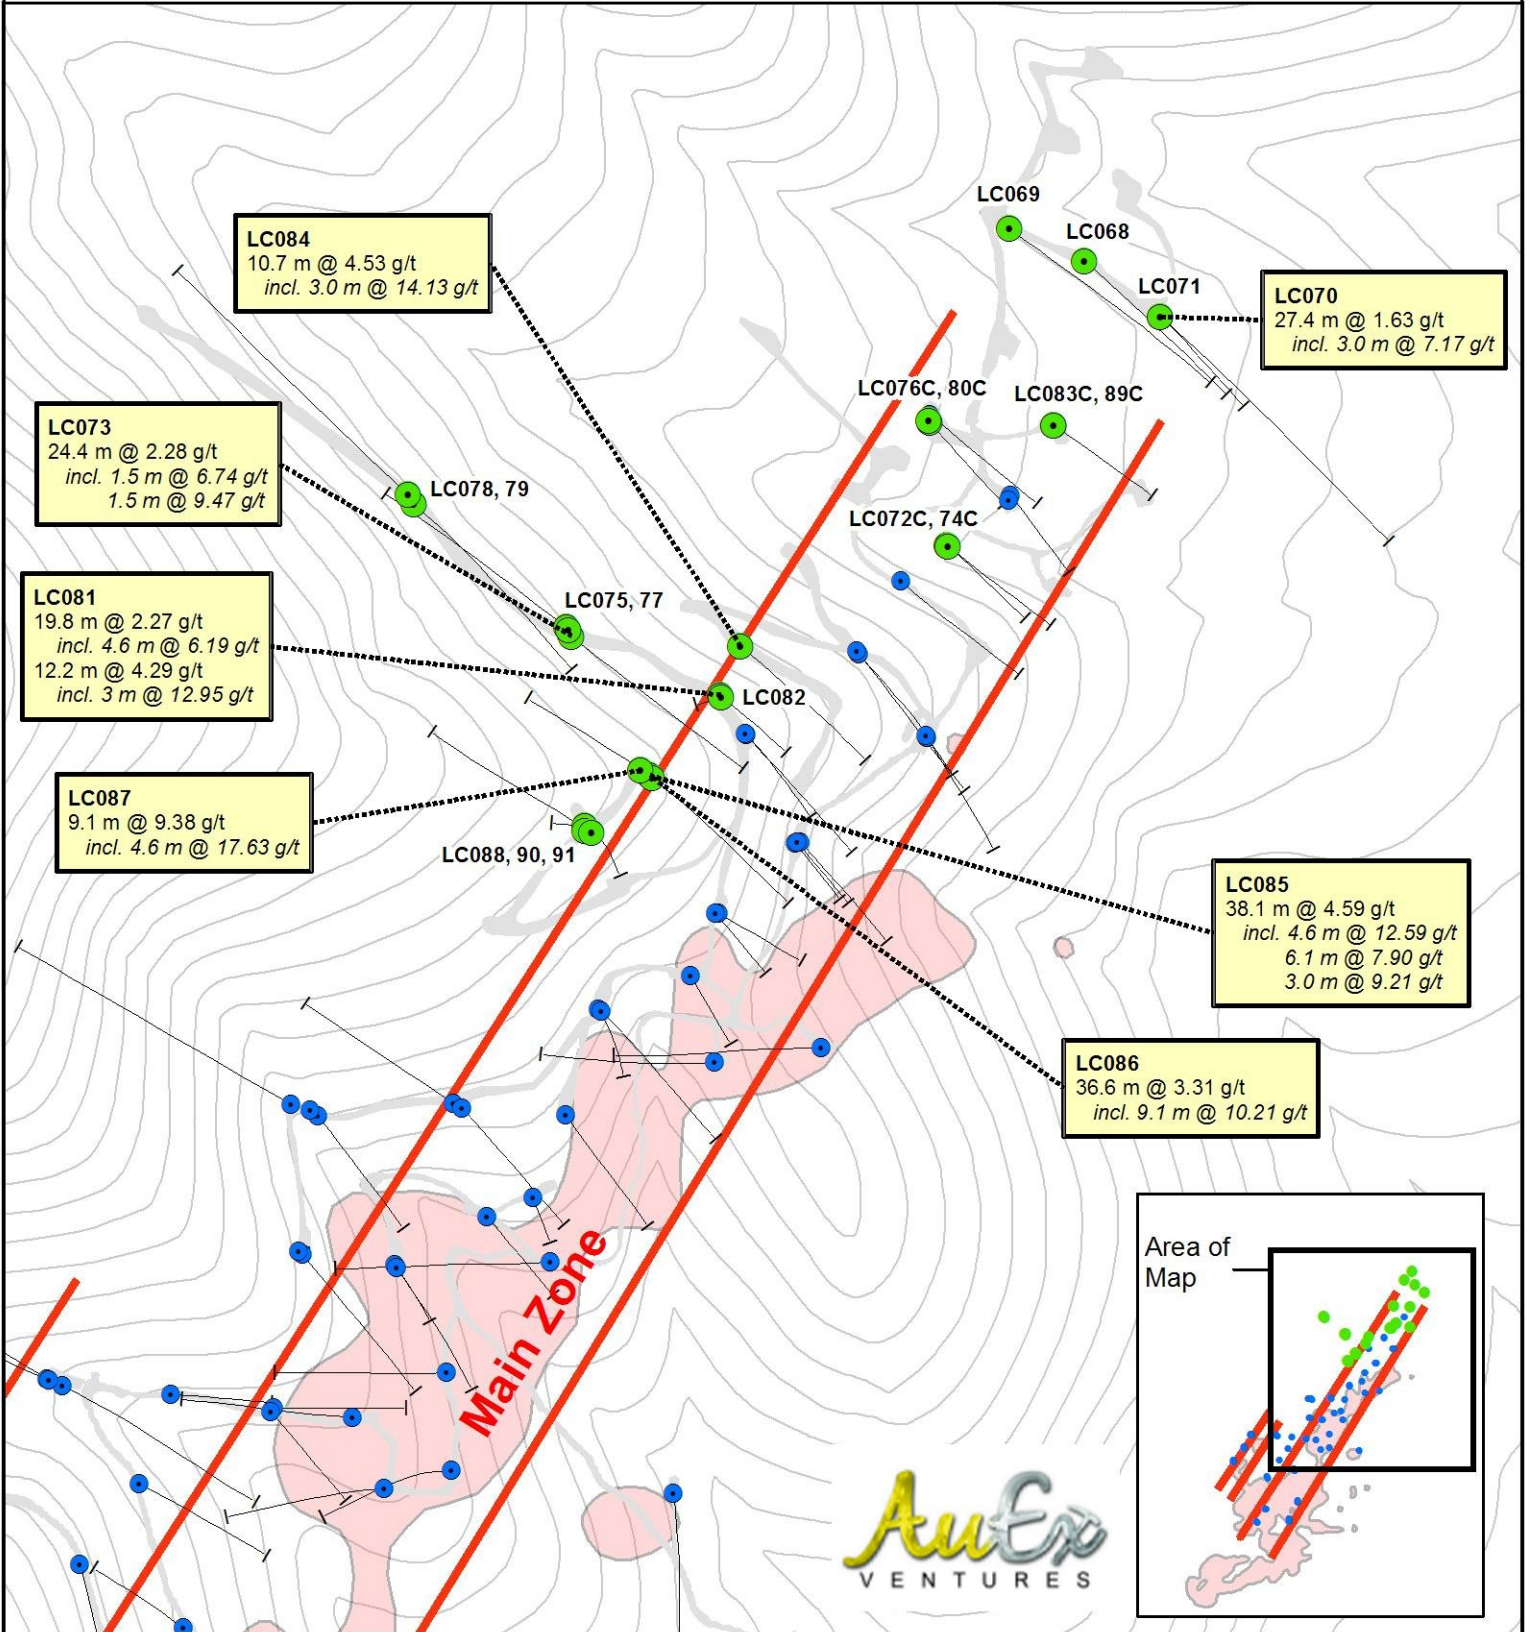 LC069
LC068
LC084
10.7 m @ 4.53 g/t
incl. 3.0 m @ 14.13 g/t
LC071
LC070
27.4 m @ 1.63 g/t
incl. 3.0 m @ 7.17 g/t
LC076C, 80C
LC083C, 89C
LC073
24.4 m @ 2.28 g/t
incl. 1.5 m @ 6.74 g/t
1.5 m @ 9.47 g/t
LC078, 79
LC072C, 74C
LC081
19.8 m @ 2.27 g/t
incl. 4.6 m @ 6.19 g/t
12.2 m @ 4.29 g/t
incl. 3 m @ 12.95 g/t
LC075, 77
LC082
LC087
9.1 m @ 9.38 g/t
incl. 4.6 m @ 17.63 g/t
LC088, 90, 91
LC085
38.1 m @ 4.59 g/t
incl. 4.6 m @ 12.59 g/t
6.1 m @ 7.90 g/t
3.0 m @ 9.21 g/t
LC086
36.6 m @ 3.31 g/t
incl. 9.1 m @ 10.21 g/t
Main Zone
Area of
Map
AuEx
VENTURES